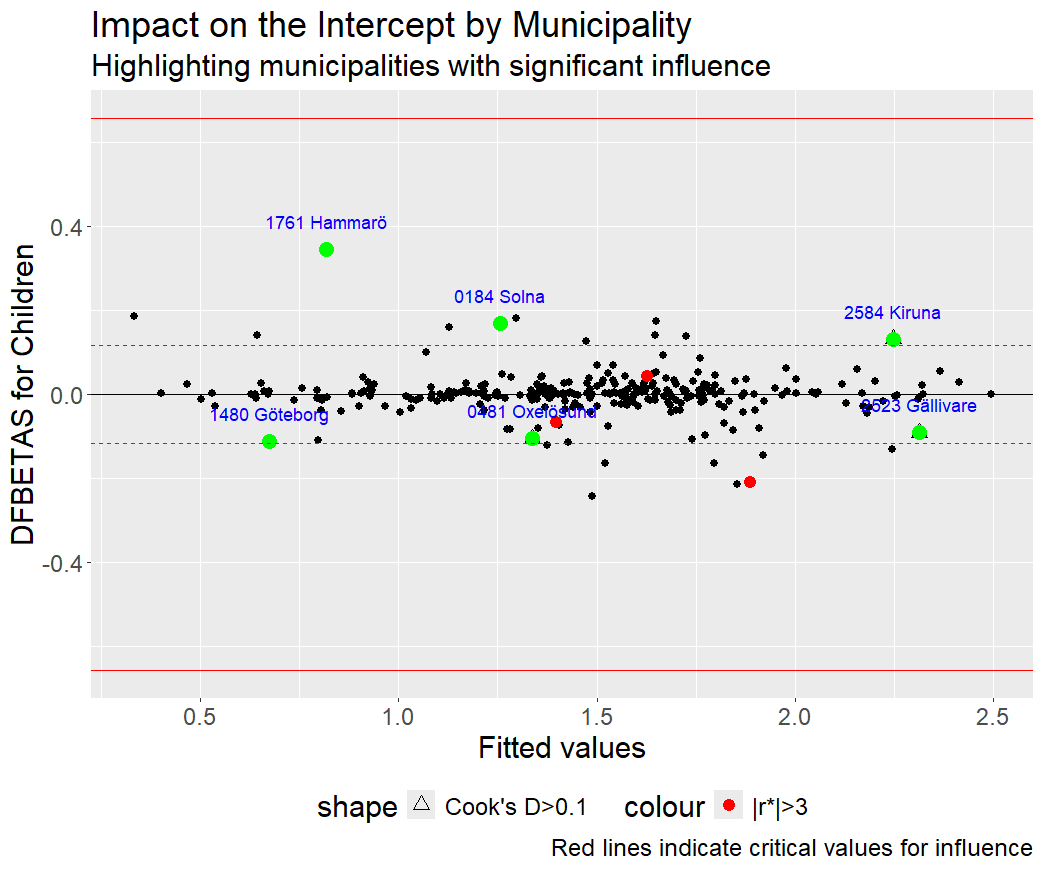 Impact on the Intercept by Municipality
Highlighting municipalities with significant influence
DFBETAS for Children
0.4
0.0
-0.4
1761 Hammarö
0184 Solna
2584 Kiruna
1480 Göteborg
0481 Oxelösund
2523 Gällivare
0.5 1.0 1.5 2.0 2.5
Fitted values
shape Cook's D>0.1 colour |r*|>3
Red lines indicate critical values for influence